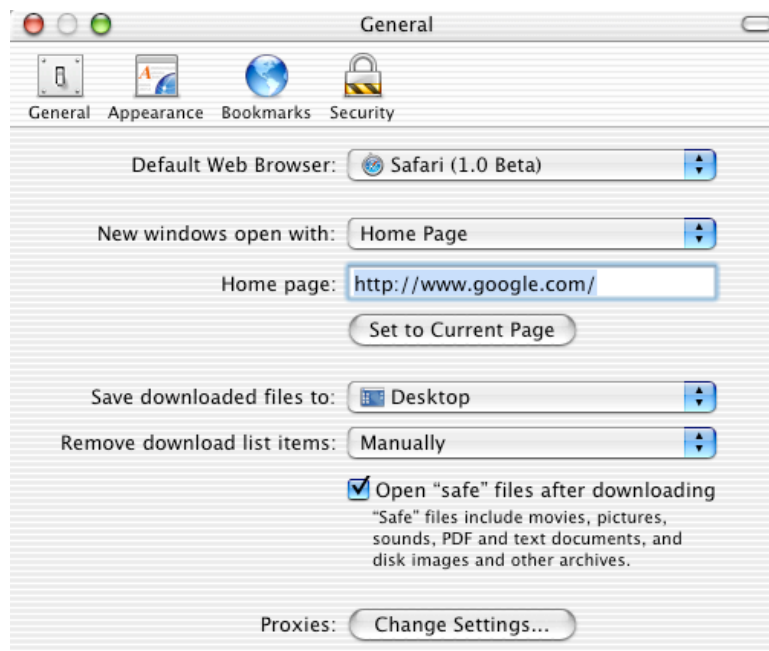 General
General Appearance Bookmarks Security
Default Web Browser: Safari (1.0 Beta)
New windows open with: Home Page
Home page: http://www.google.com/
Set to Current Page
Save downloaded files to: Desktop
Remove download list items: Manually
Open “safe” files after downloading
“Safe” files include movies, pictures,
sounds, PDF and text documents, and
disk images and other archives.
Proxies: Change Settings...